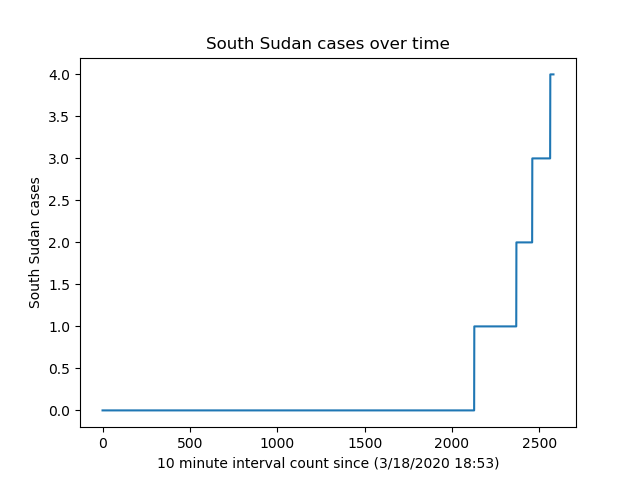 South Sudan cases over time
4.0
3.5
3.0
2.5
2.0
1.5
1.0
0.5
0.0
South Sudan cases
0 500 1000 1500 2000 2500
10 minute interval count since (3/18/2020 18:53)